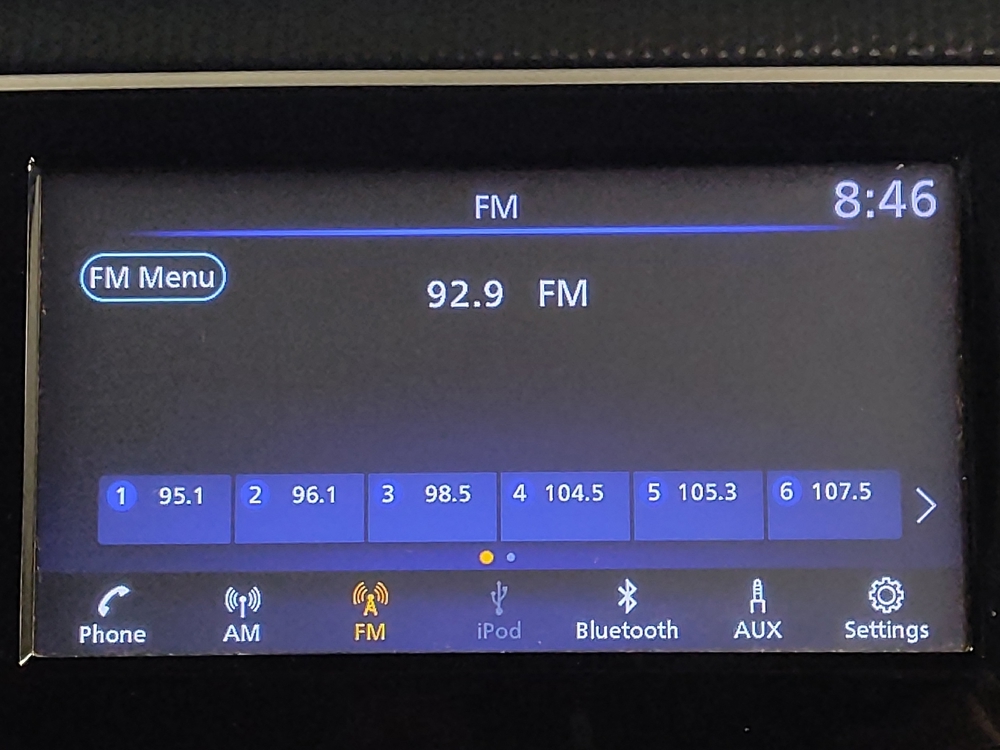 FM
8:46
FM Menu
92.9 FM
1 95.1 2 96.1 3 98.5 4 104.5 5 105.3 6 107.5
Phone AM FM iPod Bluetooth AUX Settings